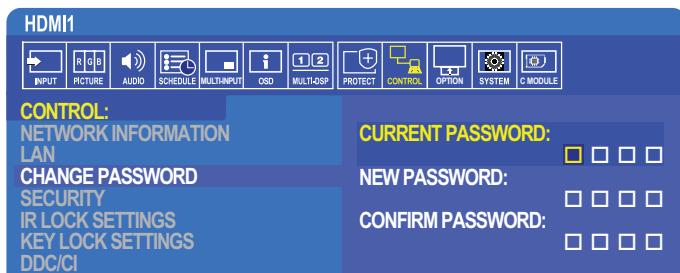 HDMI1
R G B
1 2
INPUT PICTURE AUDIO SCHEDULE MULTI-INPUT OSD MULTI-DSP PROTECT CONTROL OPTION SYSTEM C MODULE
CONTROL:
NETWORK INFORMATION
LAN
CHANGE PASSWORD
SECURITY
IR LOCK SETTINGS
KEY LOCK SETTINGS
DDC/CI
CURRENT PASSWORD:
NEW PASSWORD:
CONFIRM PASSWORD: